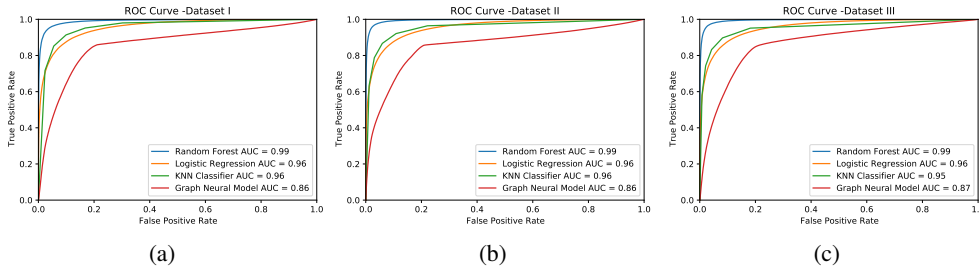 ROC Curve -Dataset I
True Positive Rate
1.0
0.8
0.6
0.4
0.2
0.0
Random Forest AUC = 0.99
Logistic Regression AUC = 0.96
KNN Classifier AUC = 0.96
Graph Neural Model AUC = 0.86
0.0 0.2 0.4 0.6 0.8 1.0
False Positive Rate
(a)
ROC Curve -Dataset II
True Positive Rate
1.0
0.8
0.6
0.4
0.2
0.0
Random Forest AUC = 0.99
Logistic Regression AUC = 0.96
KNN Classifier AUC = 0.96
Graph Neural Model AUC = 0.86
0.0 0.2 0.4 0.6 0.8 1.0
False Positive Rate
(b)
ROC Curve -Dataset III
True Positive Rate
1.0
0.8
0.6
0.4
0.2
0.0
Random Forest AUC = 0.99
Logistic Regression AUC = 0.96
KNN Classifier AUC = 0.95
Graph Neural Model AUC = 0.87
0.0 0.2 0.4 0.6 0.8 1.
False Positive Rate
(c)